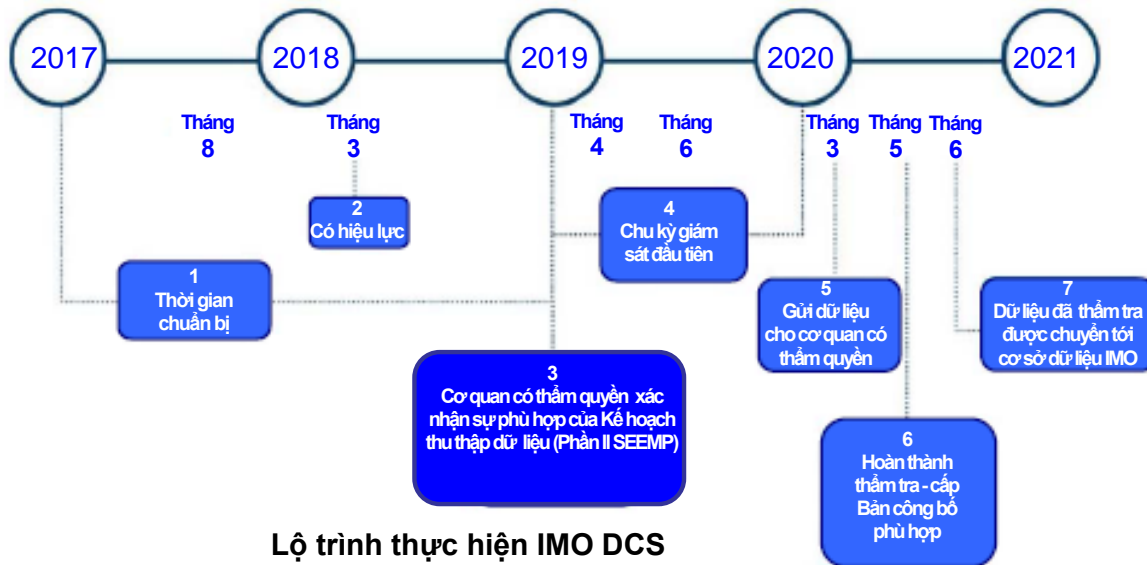 2017
2018
2019
2020
2021
Tháng
8
Tháng
3
Tháng
4
Tháng
6
Tháng
3
Tháng
5
Tháng
6
1
Thời gian
chuẩn bị
2
Có hiệu lực
3
Cơ quan có thẩm quyền xác
nhận sự phù hợp của Kế hoạch
thu thập dữ liệu (Phần II SEEMP)
4
Chu kỳ giám
sát đầu tiên
5
Gửi dữ liệu
cho cơ quan có
thẩm quyền
6
Hoàn thành
thẩm tra - cấp
Bản công bố
phù hợp
7
Dữ liệu đã thẩm tra
được chuyển tới
cơ sở dữ liệu IMO
Lộ trình thực hiện IMO DCS